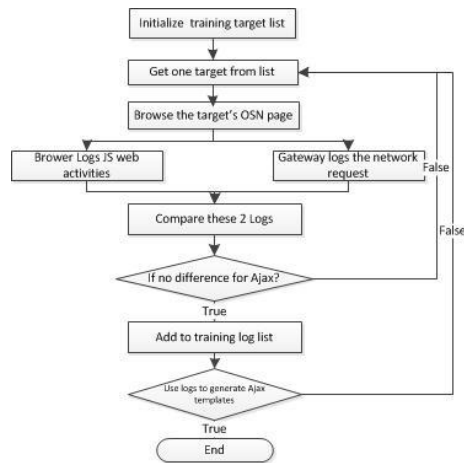 Initialize training target list
Get one target from list
Browse the target's OSN page
Brower Logs JS web
activities
Gateway logs the network
request
False
Compare these 2 Logs
False
If no difference for Ajax?
True
Add to training log list
Use logs to generate Ajax
templates
True
End